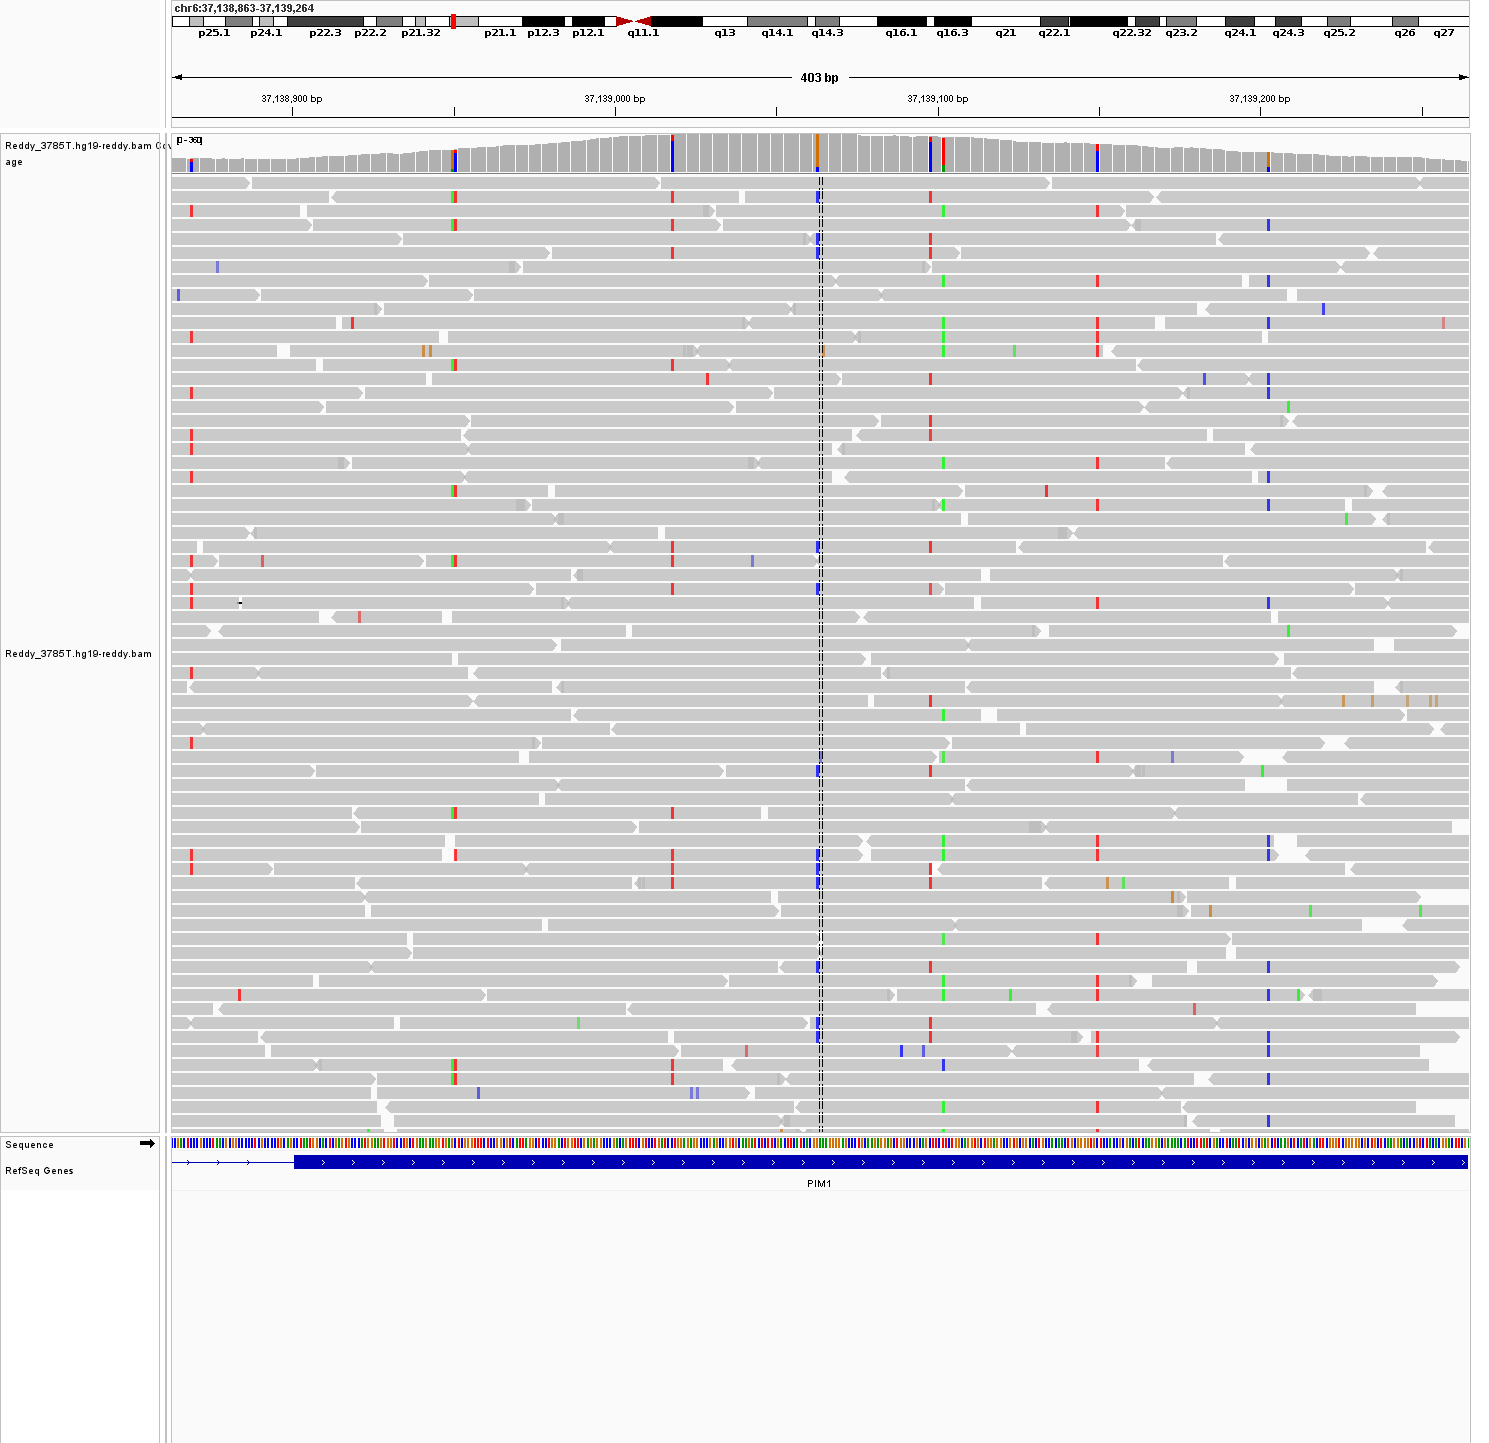 chr6:37,138,863-37,139,264
p25.1 p24.1 p22.3 p22.2 p21.32 p21.1 p12.3 p12.1 q11.1 q13 q14.1 q14.3 q16.1 q16.3 q21 q22.1 q22.32 q23.2 q24.1 q24.3 q25.2 q26 q27
403 bp
37,138,900 bp 37,139,000 bp 37,139,100 bp 37,139,200 bp
[0 - 360]
Reddy_3785T.hg19-reddy.bam Cov
age
Reddy_3785T.hg19-reddy.bam
Sequence
RefSeq Genes
PIM1